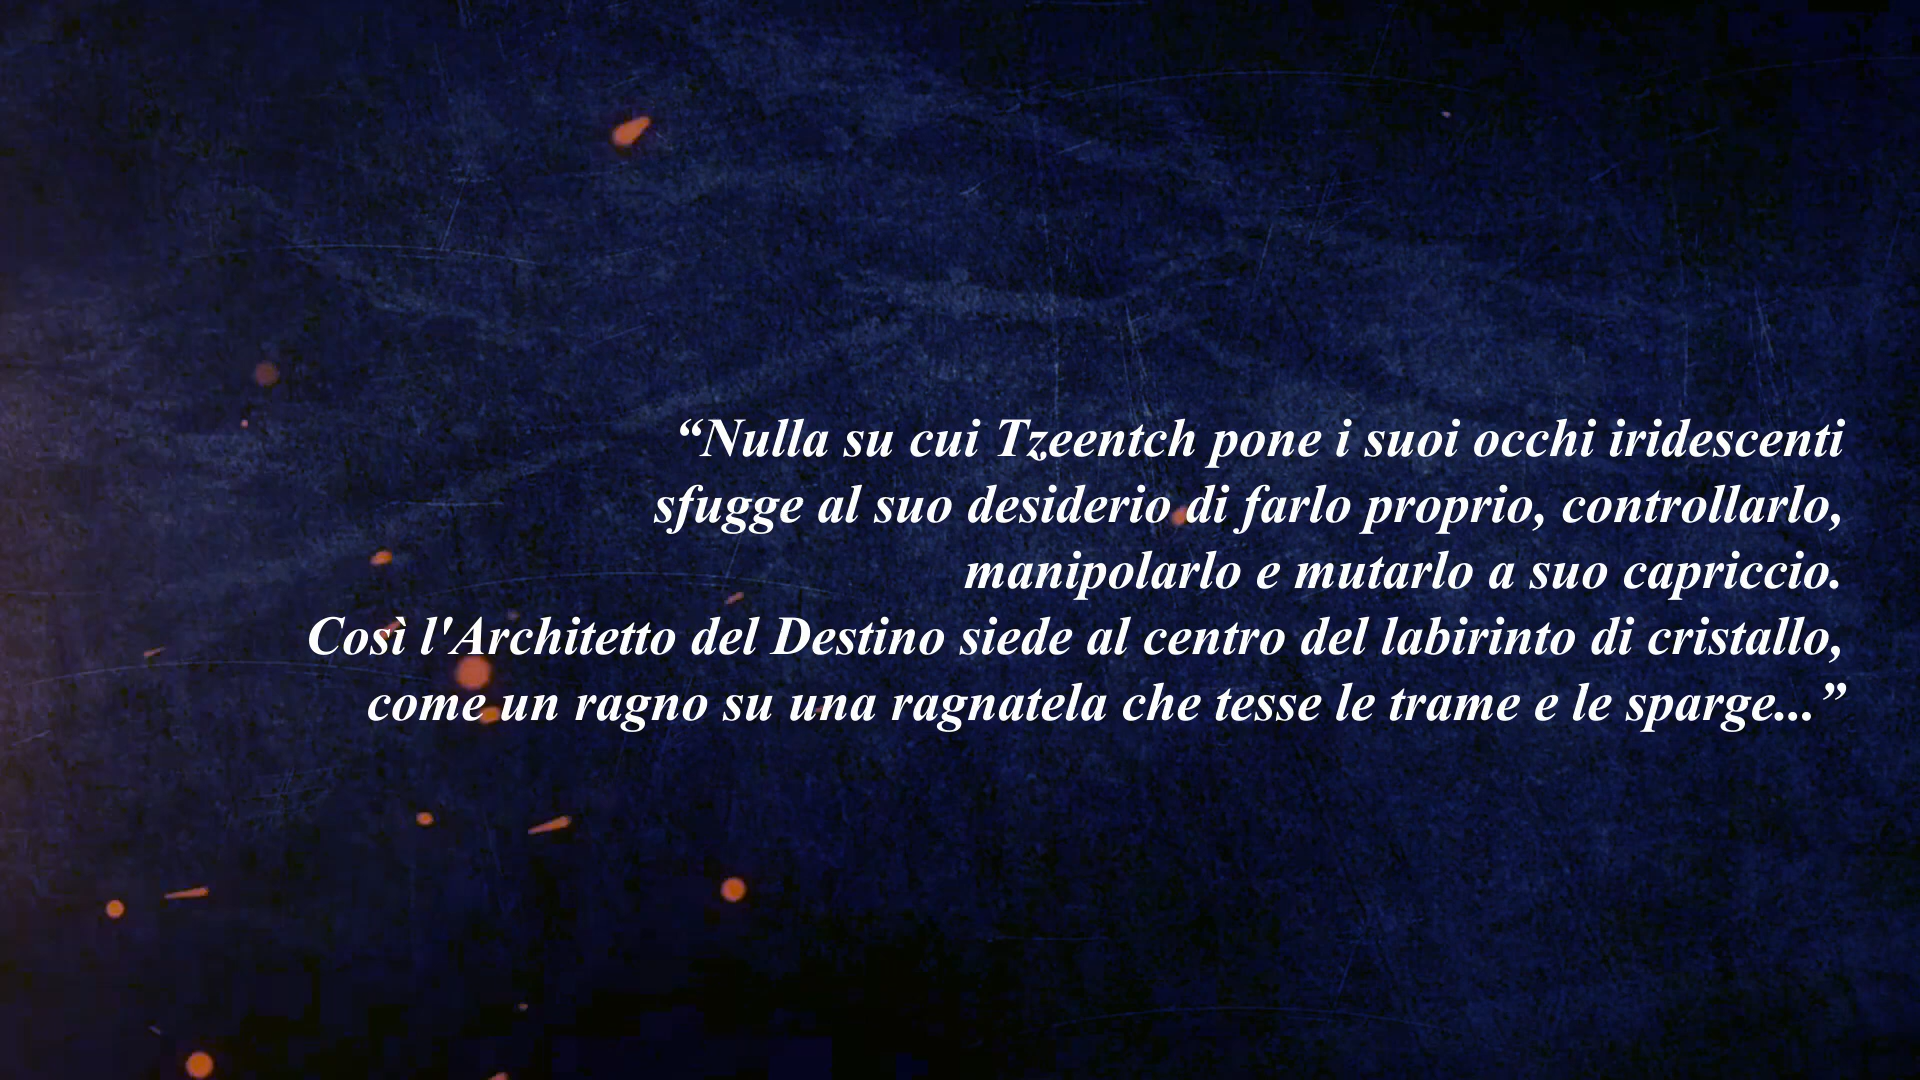 “Nulla su cui Tzeentch pone i suoi occhi iridescenti
sfugge al suo desiderio di farlo proprio, controllarlo,
manipolarlo e mutarlo a suo capriccio.
Così l'Architetto del Destino siede al centro del labirinto di cristallo,
come un ragno su una ragnatela che tesse le trame e le sparge...”